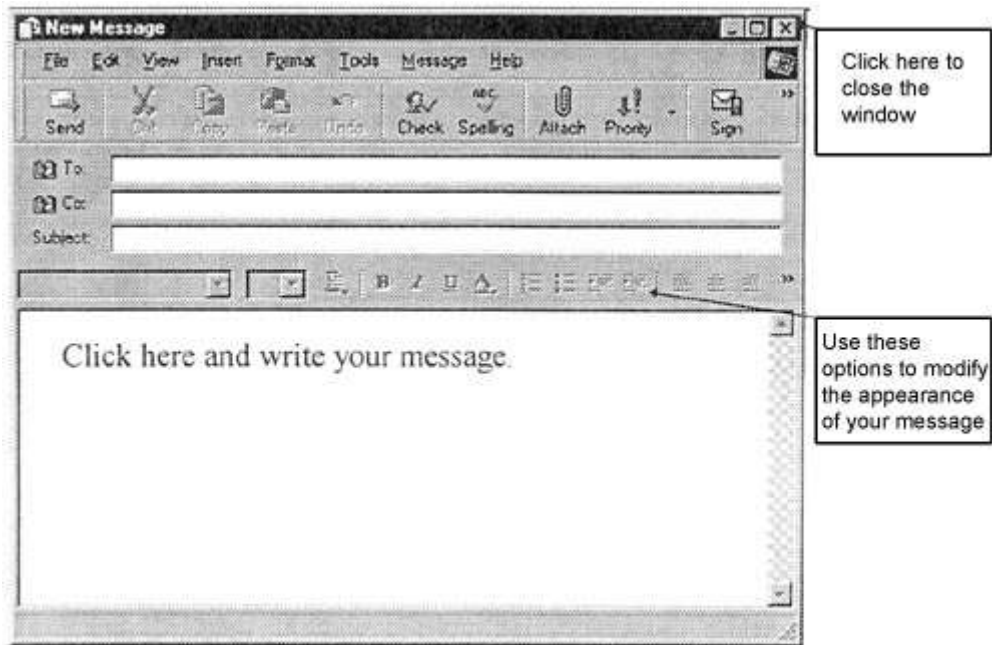 New Message
File Edit View Insert Format Tools Message Help
Send Cut Copy Paste Undo Check Spelling Attach Priority Sign
To:
Cc:
Subject:
B I U A
Click here and write your message.
Click here to
close the
window
Use these
options to modify
the appearance
of your message